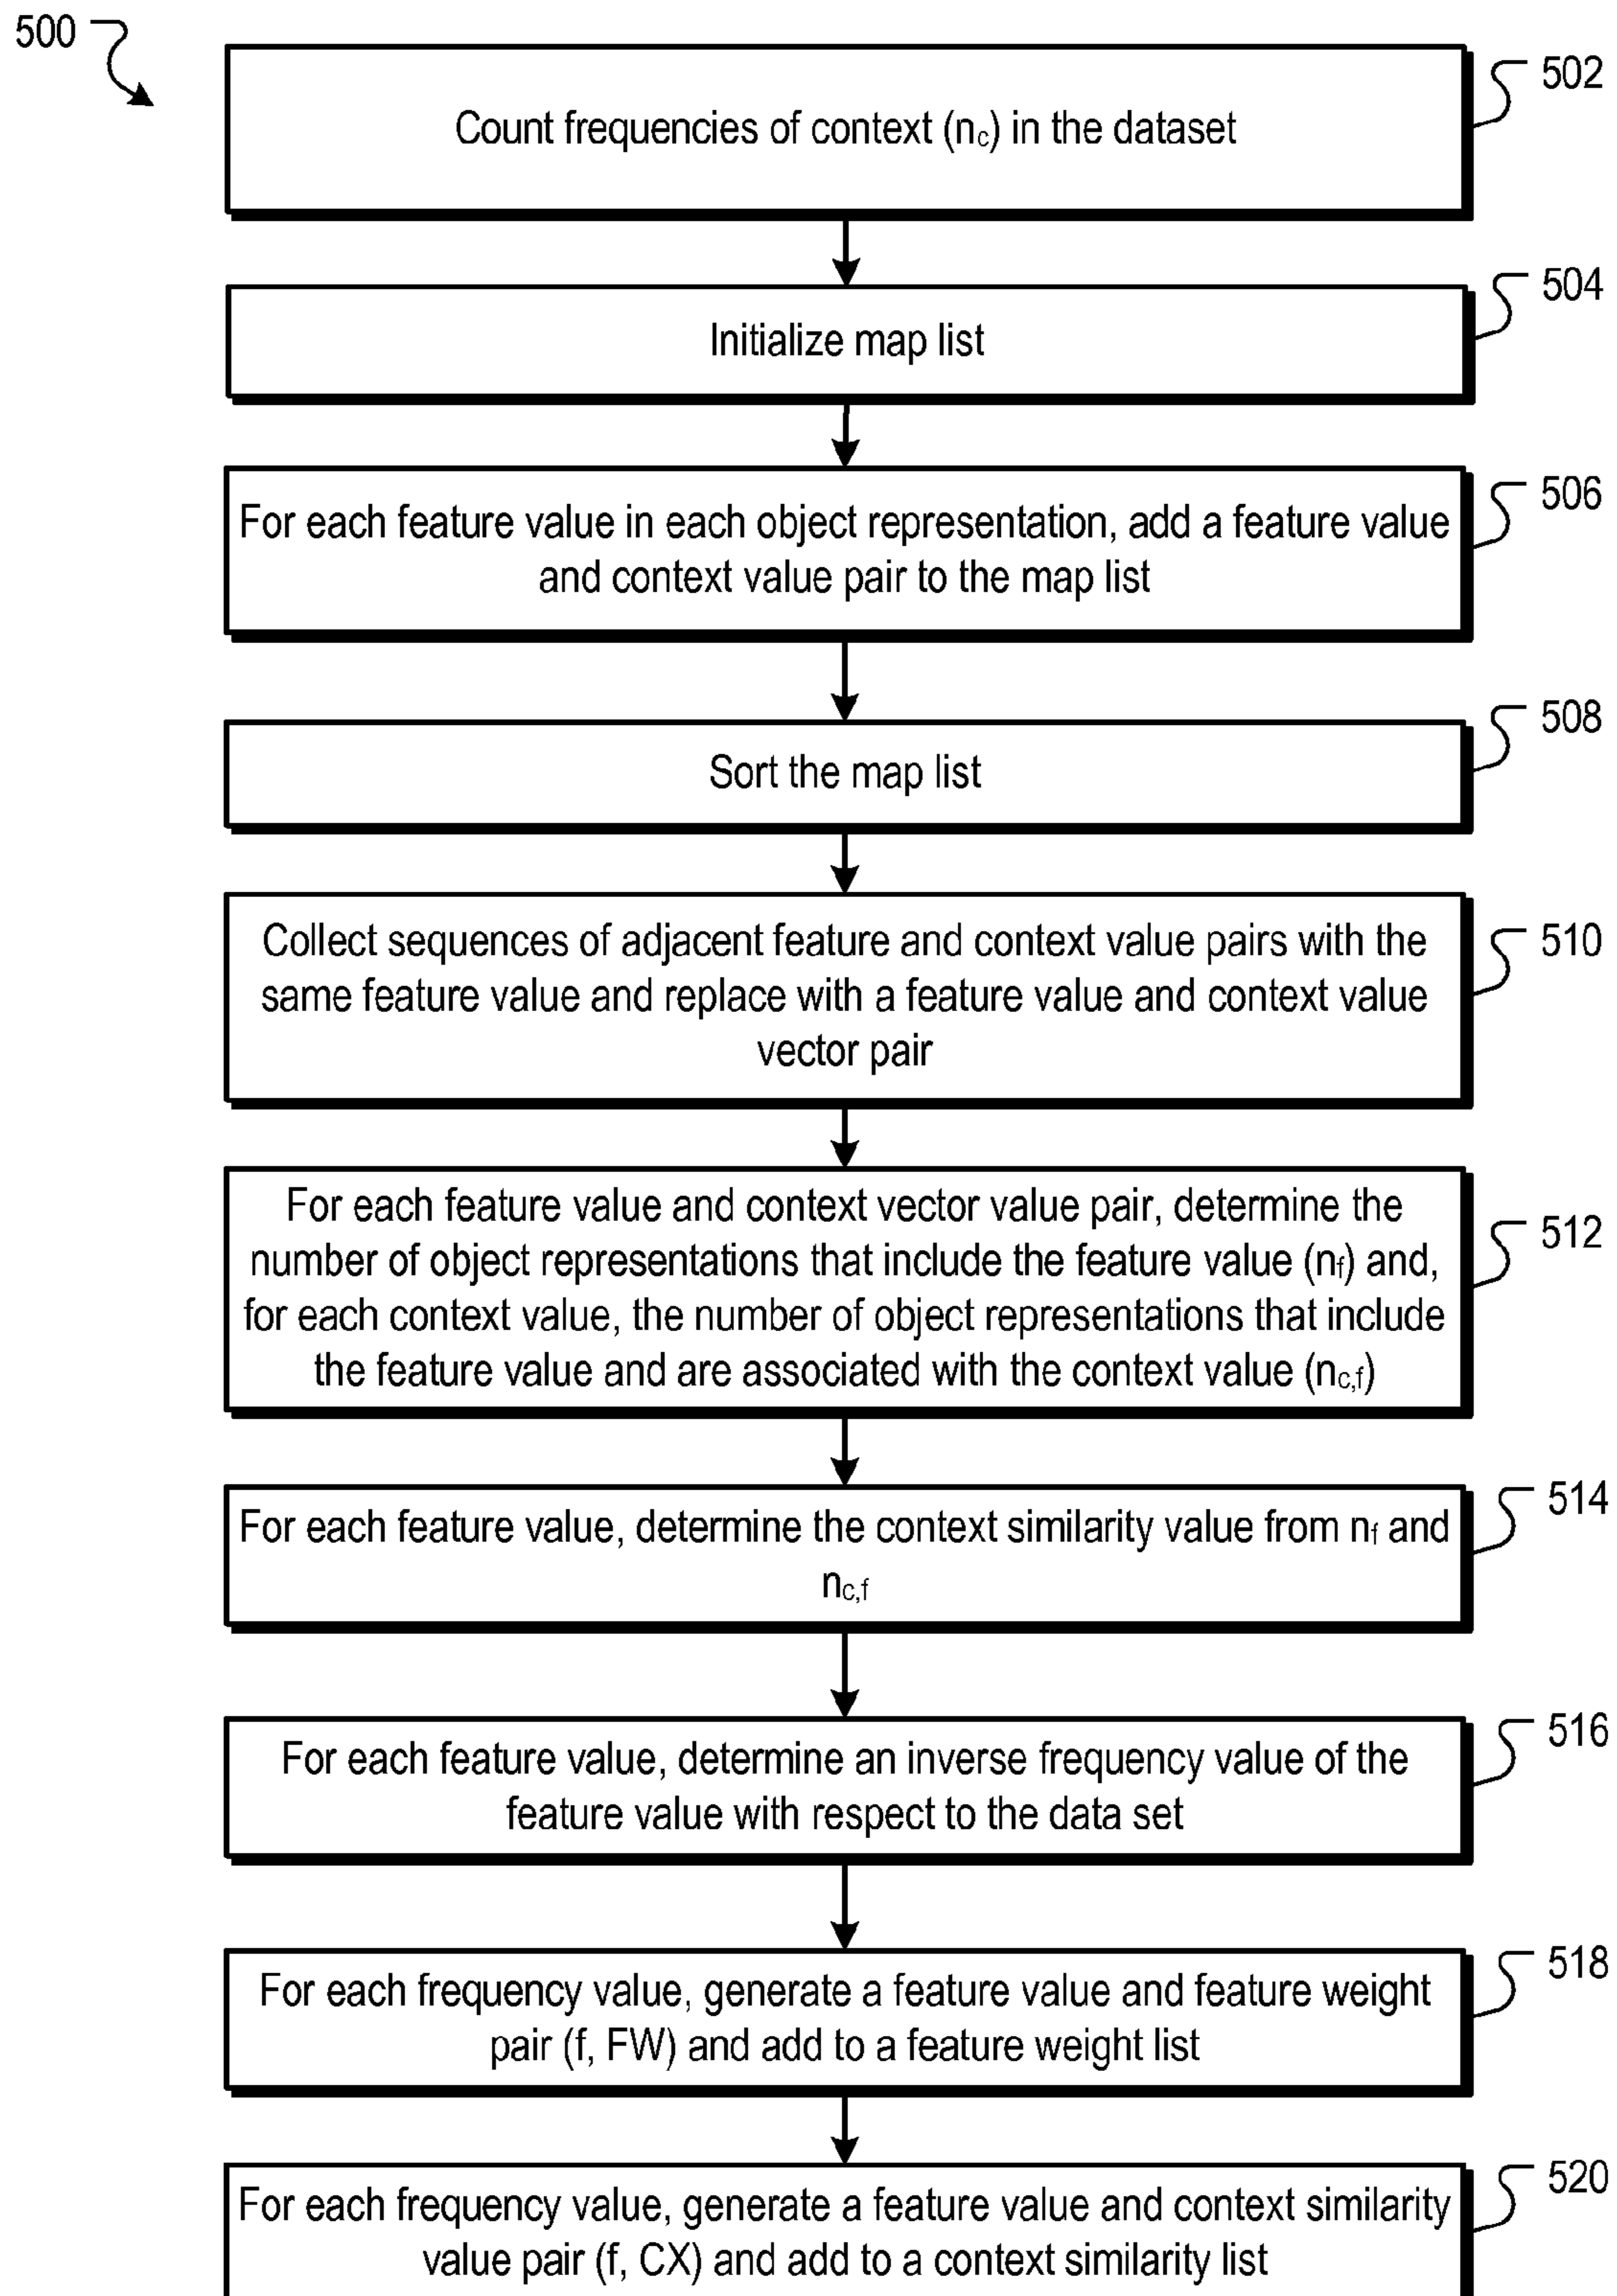 500
502
Count frequencies of context (nc) in the dataset
504
Initialize map list
506
For each feature value in each object representation, add a feature value
and context value pair to the map list
508
Sort the map list
510
Collect sequences of adjacent feature and context value pairs with the
same feature value and replace with a feature value and context value
vector pair
512
For each feature value and context vector value pair, determine the
number of object representations that include the feature value (nf) and,
for each context value, the number of object representations that include
the feature value and are associated with the context value (nc,f)
514
For each feature value, determine the context similarity value from nf and
nc,f
516
For each feature value, determine an inverse frequency value of the
feature value with respect to the data set
518
For each frequency value, generate a feature value and feature weight
pair (f, FW) and add to a feature weight list
520
For each frequency value, generate a feature value and context similarity
value pair (f, CX) and add to a context similarity list